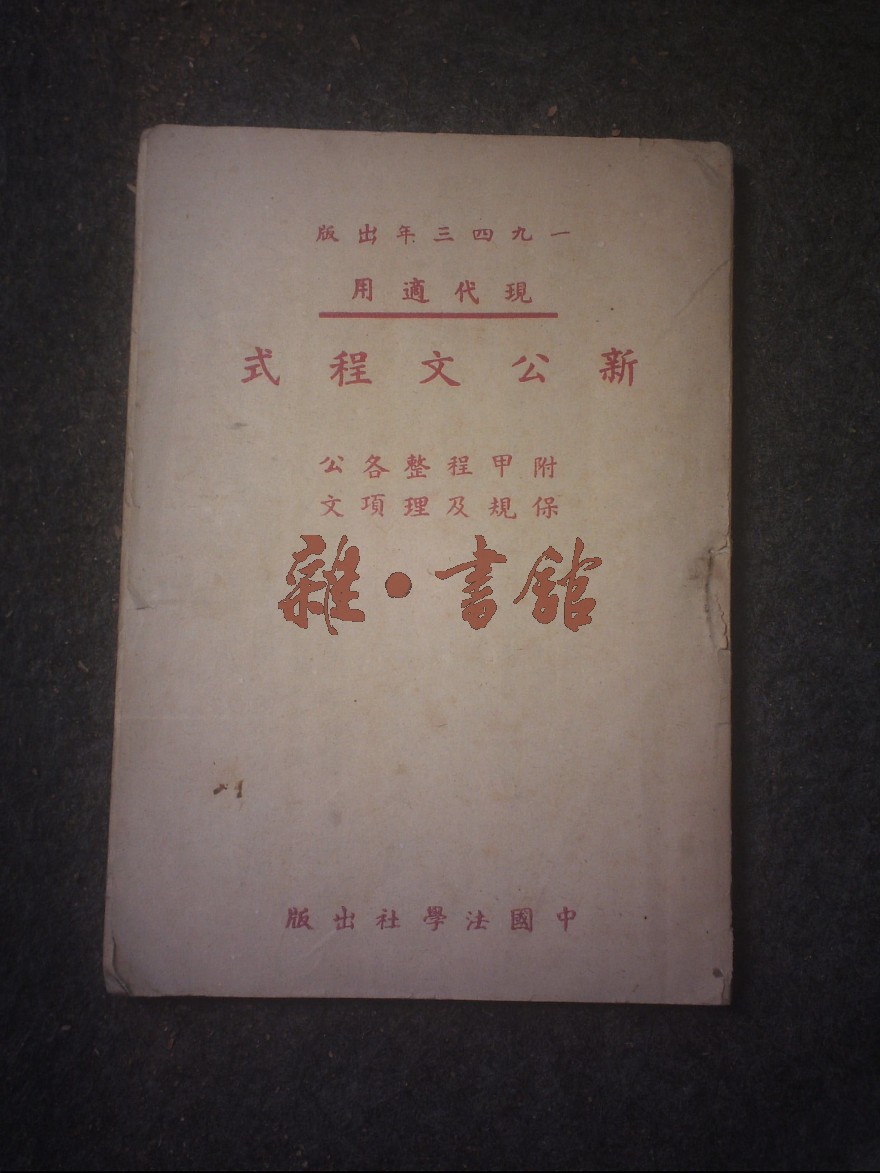 一九四三年出版
現代適用
新公文程式
附保甲規程及整理各項公文
雜·書館
中國法學社出版